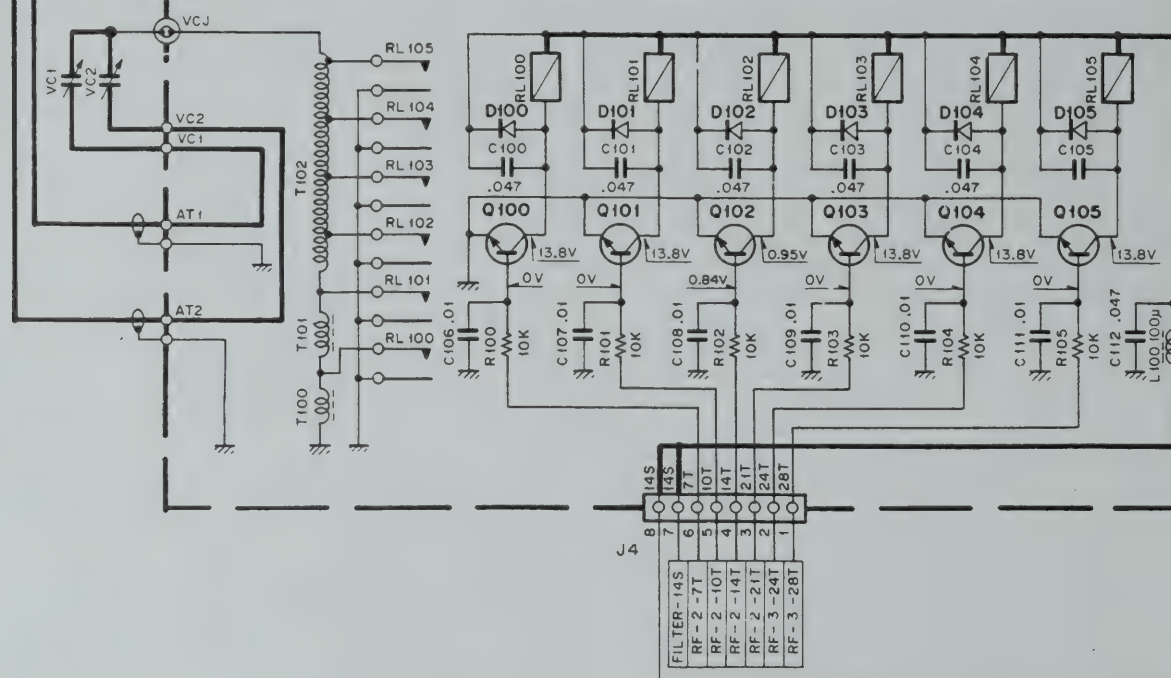 VCJ
VC1
VC2
VC2
VC1
AT1
AT2
T102
T101
T100
RL105
RL104
RL103
RL102
RL101
RL100
RL100
RL101
RL102
RL103
RL104
RL105
D100
D101
D102
D103
D104
D105
C100
C101
C102
C103
C104
C105
.047
.047
.047
.047
.047
.047
Q100
Q101
Q102
Q103
Q104
Q105
13.8V
13.8V
0.95V
13.8V
13.8V
13.8V
0V
0V
0.84V
0V
0V
0V
C106 .01
R100
10K
C107 .01
R101
10K
C108 .01
R102
10K
C109 .01
R103
10K
C110 .01
R104
10K
C111 .01
R105
10K
C112 .047
L100 100μ
14S
14S
7T
10T
14T
21T
24T
28T
J4
8
7
6
5
4
3
2
1
FILTER-14S
RF-2-7T
RF-2-10T
RF-2-14T
RF-2-21T
RF-3-24T
RF-3-28T